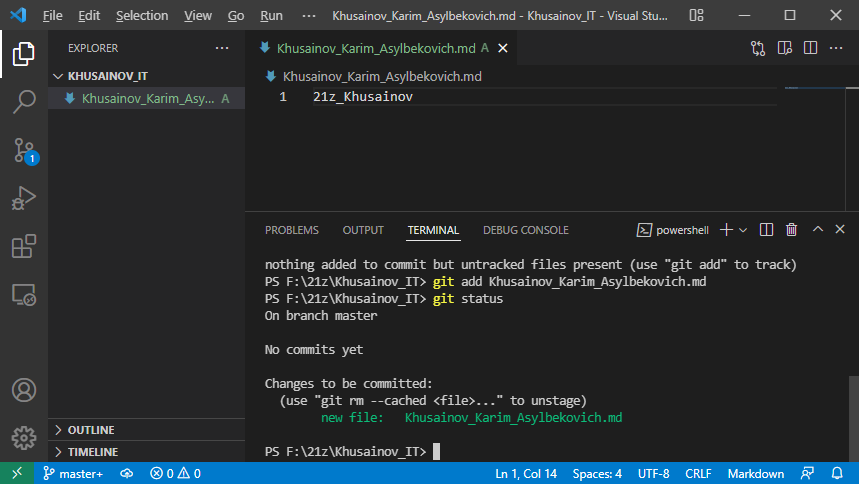 File Edit Selection View Go Run ··· Khusainov_Karim_Asylbekovich.md - Khusainov_IT - Visual Stu...
EXPLORER ···
KHUSAINOV_IT
Khusainov_Karim_Asy... A
1
OUTLINE
TIMELINE
Khusainov_Karim_Asylbekovich.md A
Khusainov_Karim_Asylbekovich.md
1 21z_Khusainov
PROBLEMS OUTPUT TERMINAL DEBUG CONSOLE powershell
nothing added to commit but untracked files present (use "git add" to track)
PS F:\21z\Khusainov_IT> git add Khusainov_Karim_Asylbekovich.md
PS F:\21z\Khusainov_IT> git status
On branch master
No commits yet
Changes to be committed:
(use "git rm --cached <file>..." to unstage)
new file: Khusainov_Karim_Asylbekovich.md
PS F:\21z\Khusainov_IT>
master+ 0 0 Ln 1, Col 14 Spaces: 4 UTF-8 CRLF Markdown